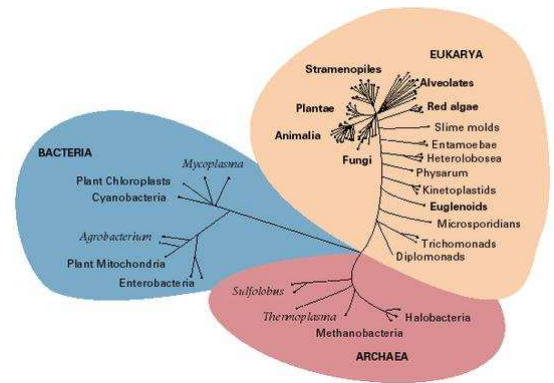 EUKARYA
Stramenopiles
Alveolates
Plantae
Red algae
Animalia
Slime molds
Fungi
Entamoebae
Heterolobosea
Physarum
Kinetoplastids
Euglenoids
Microsporidians
Trichomonads
Diplomonads
BACTERIA
Mycoplasma
Plant Chloroplasts
Cyanobacteria
Agrobacterium
Plant Mitochondria
Enterobacteria
Sulfolobus
Thermoplasma
Halobacteria
Methanobacteria
ARCHAEA